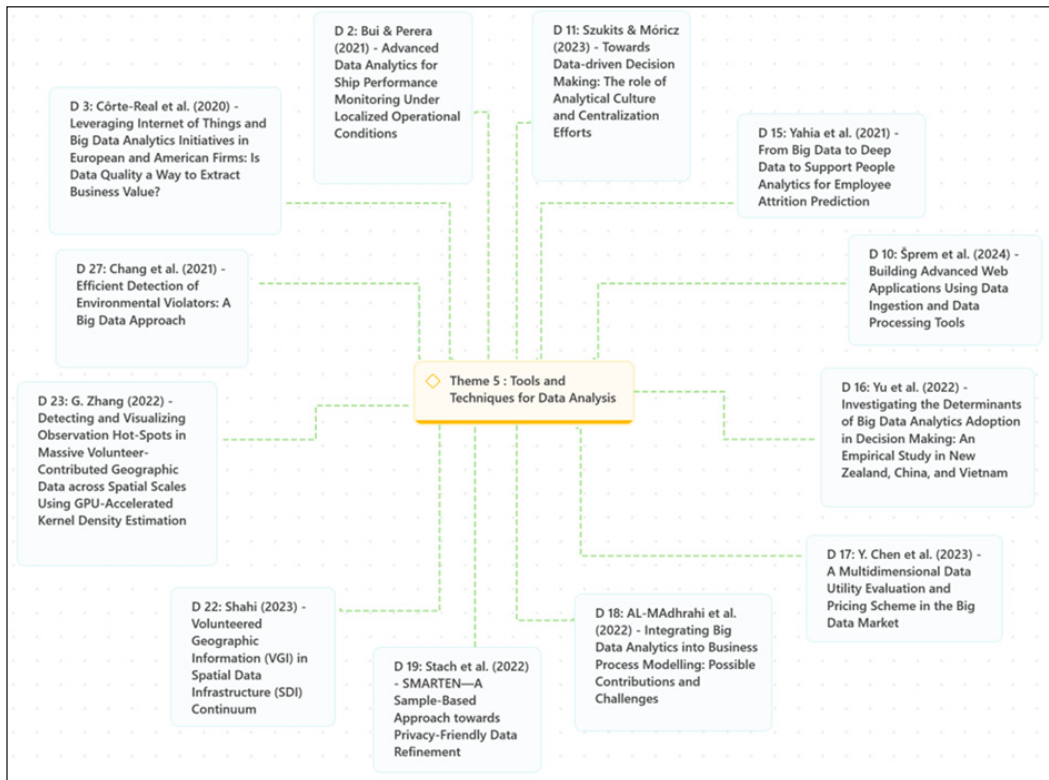 D 2: Bui & Perera
(2021) - Advanced
Data Analytics for
Ship Performance
Monitoring Under
Localized Operational
Conditions
D 11: Szukits & Móricz
(2023) - Towards
Data-driven Decision
Making: The role of
Analytical Culture
and Centralization
Efforts
D 3: Côrte-Real et al. (2020) -
Leveraging Internet of Things and
Big Data Analytics Initiatives in
European and American Firms: Is
Data Quality a Way to Extract
Business Value?
D 15: Yahia et al. (2021) -
From Big Data to Deep
Data to Support People
Analytics for Employee
Attrition Prediction
D 27: Chang et al. (2021) -
Efficient Detection of
Environmental Violators: A
Big Data Approach
D 10: Šprem et al. (2024) -
Building Advanced Web
Applications Using Data
Ingestion and Data
Processing Tools
Theme 5 : Tools and
Techniques for Data Analysis
D 23: G. Zhang (2022) -
Detecting and Visualizing
Observation Hot-Spots in
Massive Volunteer-
Contributed Geographic
Data across Spatial Scales
Using GPU-Accelerated
Kernel Density Estimation
D 16: Yu et al. (2022) -
Investigating the Determinants
of Big Data Analytics Adoption
in Decision Making: An
Empirical Study in New
Zealand, China, and Vietnam
D 17: Y. Chen et al. (2023) -
A Multidimensional Data
Utility Evaluation and
Pricing Scheme in the Big
Data Market
D 22: Shahi (2023) -
Volunteered
Geographic
Information (VGI) in
Spatial Data
Infrastructure (SDI)
Continuum
D 19: Stach et al. (2022)
- SMARTEN—A
Sample-Based
Approach towards
Privacy-Friendly Data
Refinement
D 18: AL-MAdhrahi et al.
(2022) - Integrating Big
Data Analytics into Business
Process Modelling: Possible
Contributions and
Challenges